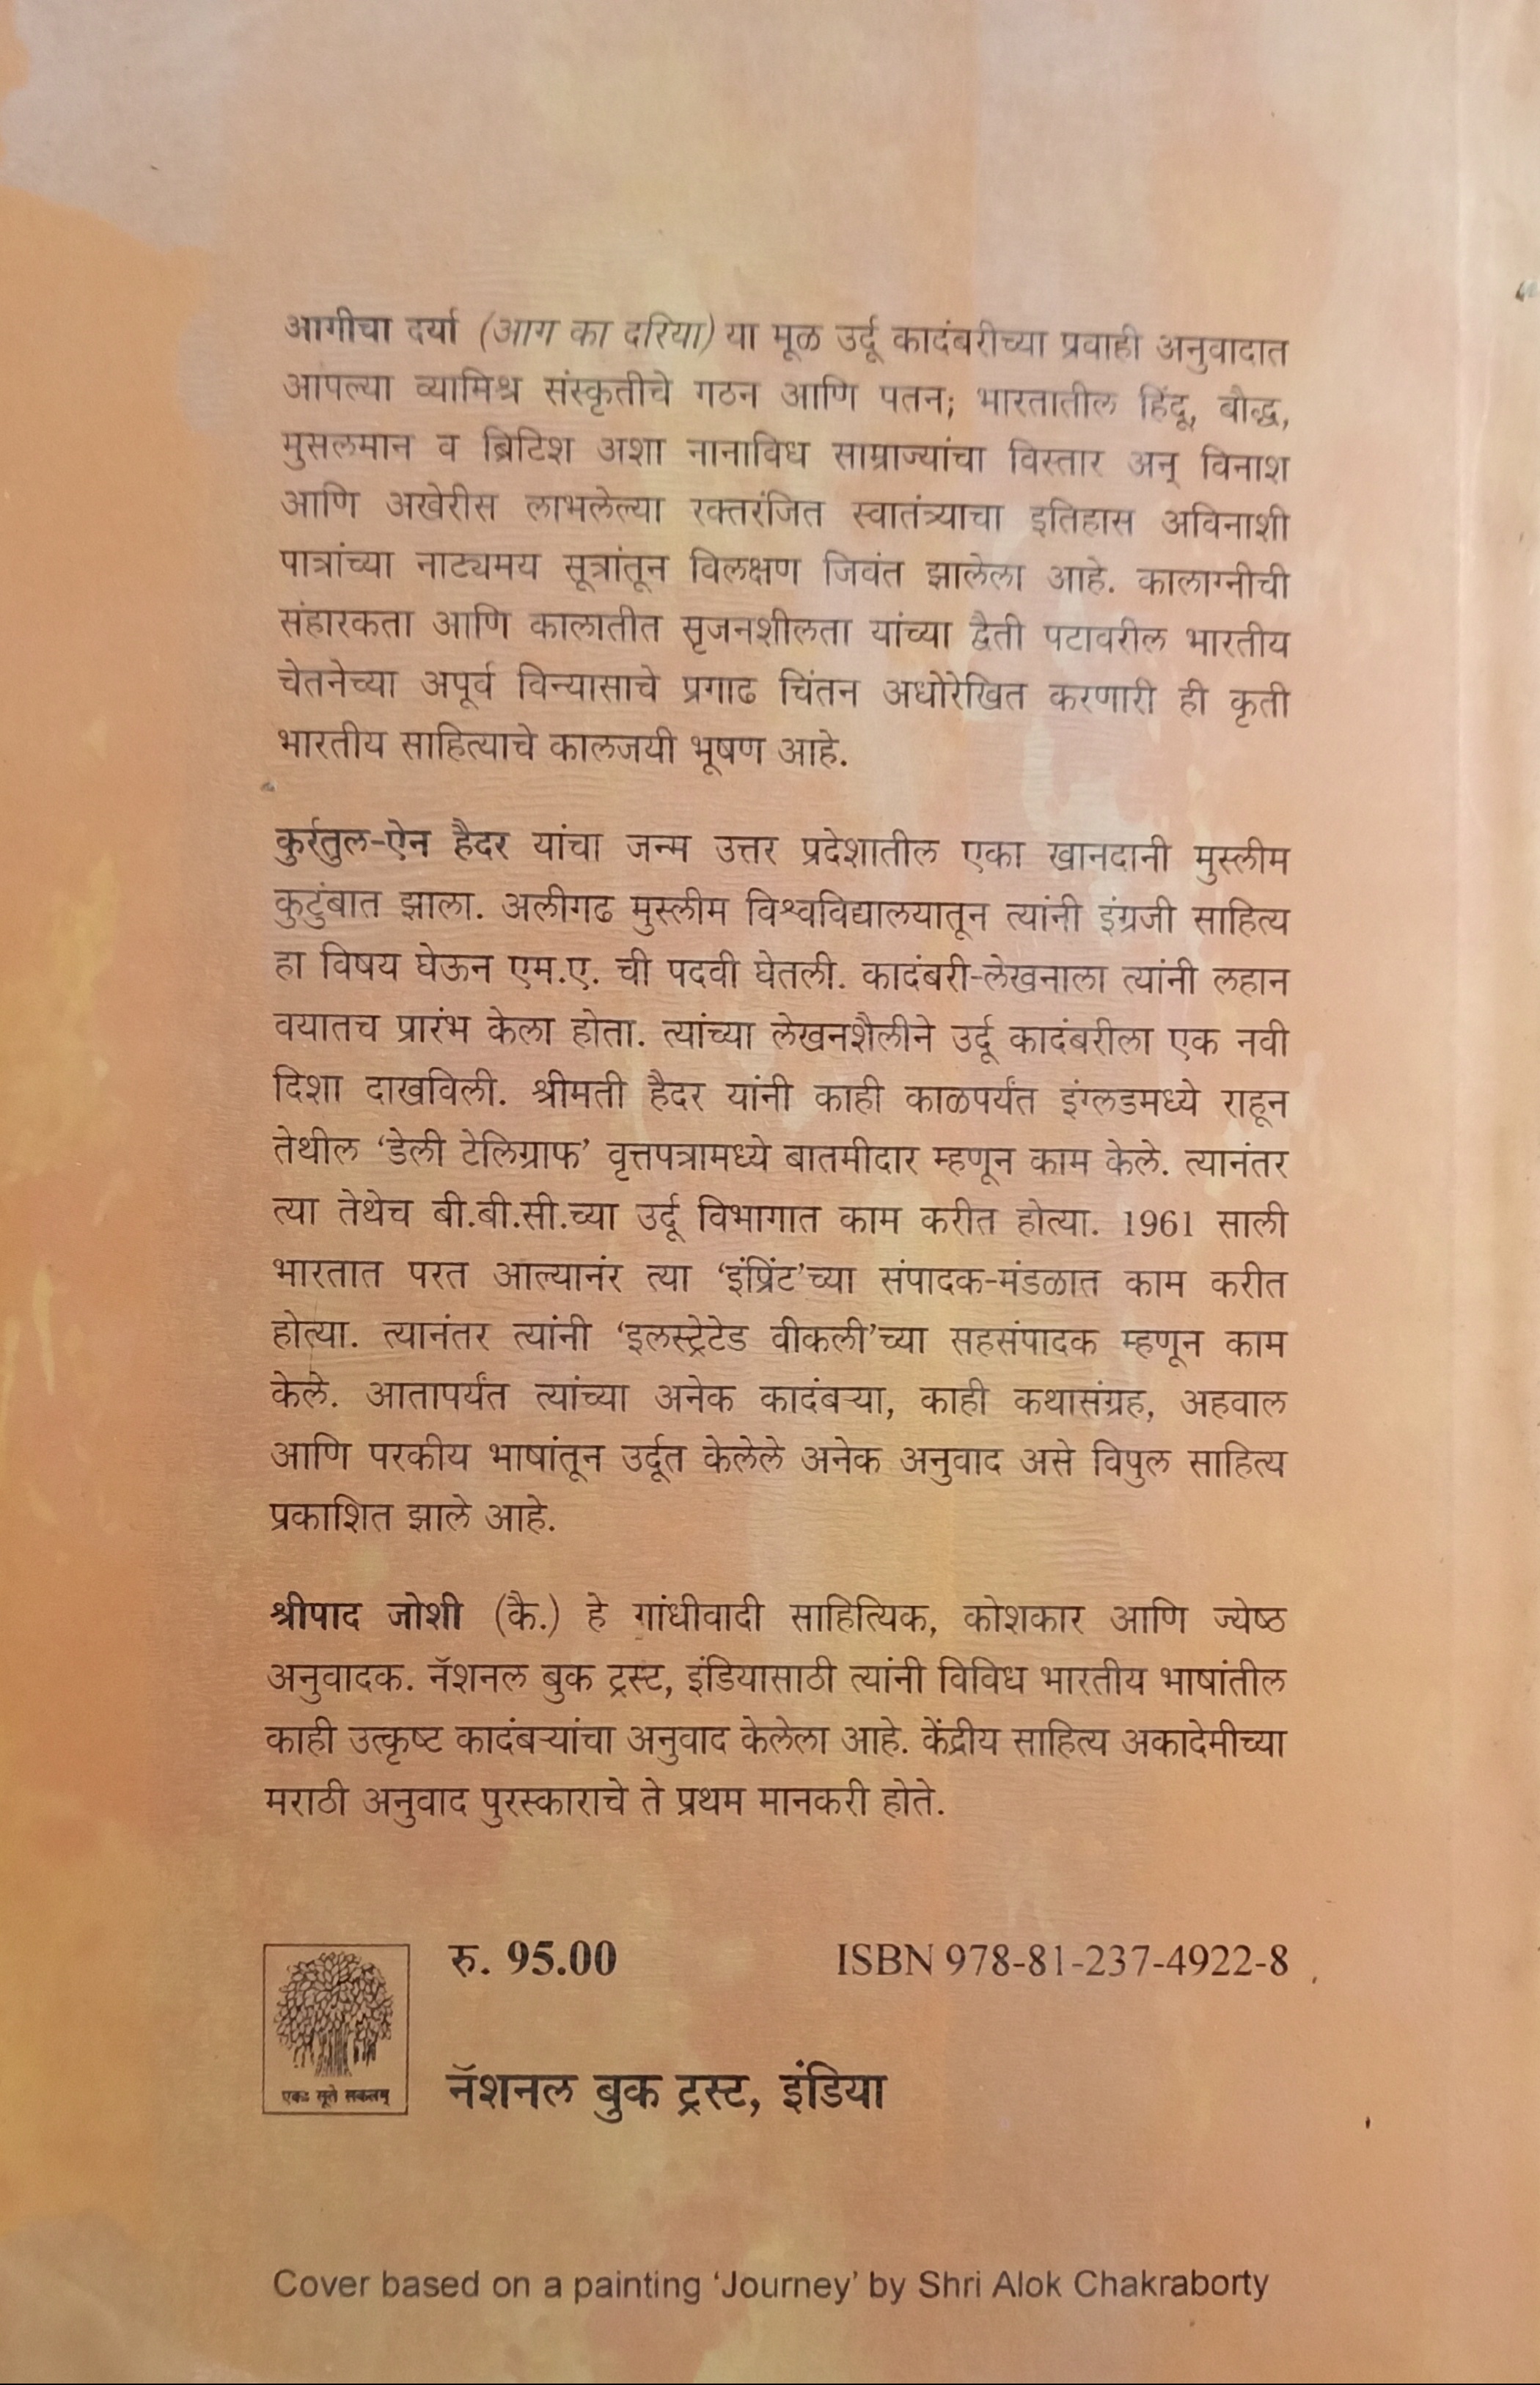 आगीचा दर्या (आग का दरिया) या मूळ उर्दू कादंबरीच्या प्रवाही अनुवादात
आपल्या व्यामिश्र संस्कृतीचे गठन आणि पतन; भारतातील हिंदू, बौद्ध,
मुसलमान व ब्रिटिश अशा नानाविध साम्राज्यांचा विस्तार अन् विनाश
आणि अखेरीस लाभलेल्या रक्तरंजित स्वातंत्र्याचा इतिहास अविनाशी
पात्रांच्या नाट्यमय सूत्रांतून विलक्षण जिवंत झालेला आहे. कालाग्नीची
संहारकता आणि कालातीत सृजनशीलता यांच्या द्वैती पटावरील भारतीय
चेतनेच्या अपूर्व विन्यासाचे प्रगाढ चिंतन अधोरेखित करणारी ही कृती
भारतीय साहित्याचे कालजयी भूषण आहे.
कुर्रतुल-ऐन हैदर यांचा जन्म उत्तर प्रदेशातील एका खानदानी मुस्लीम
कुटुंबात झाला. अलीगढ मुस्लीम विश्वविद्यालयातून त्यांनी इंग्रजी साहित्य
हा विषय घेऊन एम.ए. ची पदवी घेतली. कादंबरी-लेखनाला त्यांनी लहान
वयातच प्रारंभ केला होता. त्यांच्या लेखनशैलीने उर्दू कादंबरीला एक नवी
दिशा दाखविली. श्रीमती हैदर यांनी काही काळपर्यंत इंग्लडमध्ये राहून
तेथील ‘डेली टेलिग्राफ’ वृत्तपत्रामध्ये बातमीदार म्हणून काम केले. त्यानंतर
त्या तेथेच बी.बी.सी.च्या उर्दू विभागात काम करीत होत्या. 1961 साली
भारतात परत आल्यानंर त्या ‘इंप्रिंट’च्या संपादक-मंडळात काम करीत
होत्या. त्यानंतर त्यांनी ‘इलस्ट्रेटेड वीकली’च्या सहसंपादक म्हणून काम
केले. आतापर्यंत त्यांच्या अनेक कादंबऱ्या, काही कथासंग्रह, अहवाल
आणि परकीय भाषांतून उर्दूत केलेले अनेक अनुवाद असे विपुल साहित्य
प्रकाशित झाले आहे.
श्रीपाद जोशी (कै.) हे गांधीवादी साहित्यिक, कोशकार आणि ज्येष्ठ
अनुवादक. नॅशनल बुक ट्रस्ट, इंडियासाठी त्यांनी विविध भारतीय भाषांतील
काही उत्कृष्ट कादंबऱ्यांचा अनुवाद केलेला आहे. केंद्रीय साहित्य अकादेमीच्या
मराठी अनुवाद पुरस्काराचे ते प्रथम मानकरी होते.
रु. 95.00 ISBN 978-81-237-4922-8
एकः सूते सकलम्
नॅशनल बुक ट्रस्ट, इंडिया
Cover based on a painting ‘Journey’ by Shri Alok Chakraborty